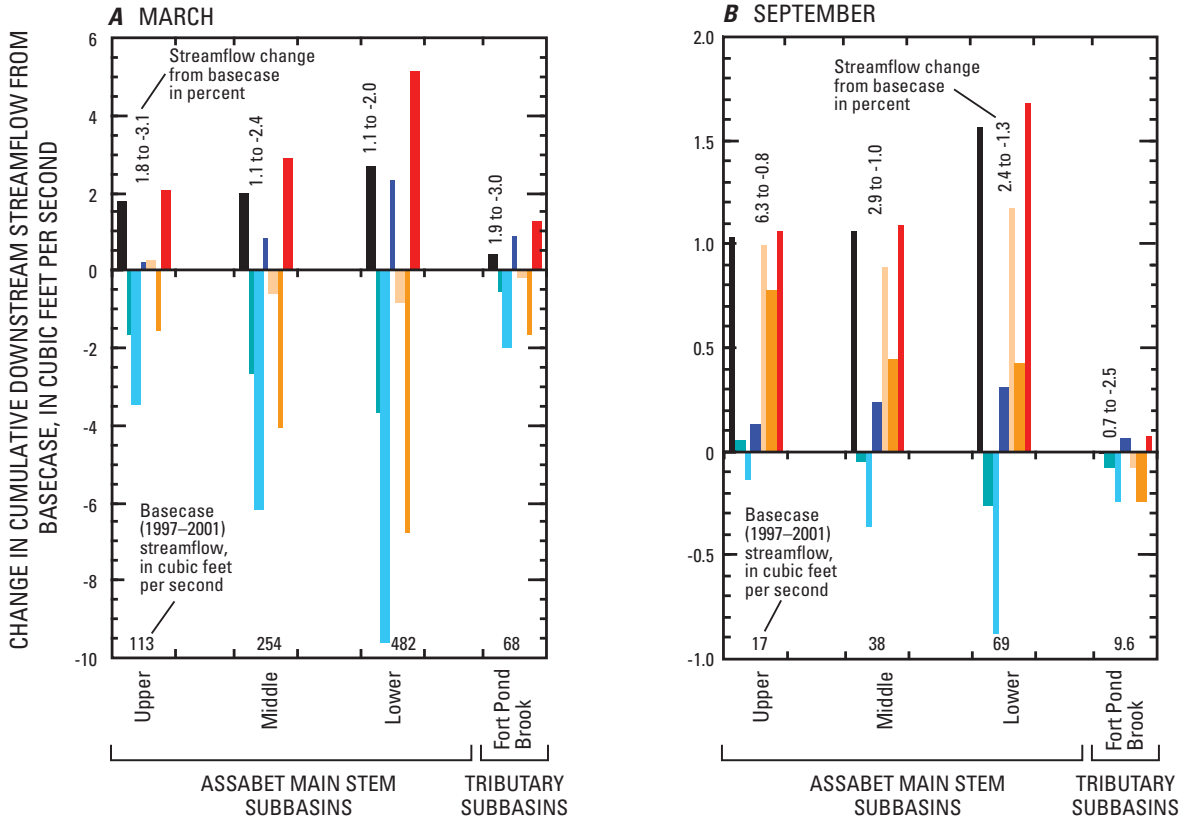 A MARCH
B SEPTEMBER
CHANGE IN CUMULATIVE DOWNSTREAM STREAMFLOW FROM
BASECASE, IN CUBIC FEET PER SECOND
6
4
2
0
-2
-4
-6
-8
-10
Streamflow change
from basecase
in percent
1.8 to -3.1
1.1 to -2.4
1.1 to -2.0
1.9 to -3.0
Basecase
(1997–2001)
streamflow,
in cubic feet
per second
113
254
482
68
Upper
Middle
Lower
Fort Pond
Brook
ASSABET MAIN STEM
SUBBASINS
TRIBUTARY
SUBBASINS
2.0
1.5
1.0
0.5
0
-0.5
-1.0
Streamflow change
from basecase
in percent
6.3 to -0.8
2.9 to -1.0
2.4 to -1.3
0.7 to -2.5
Basecase
(1997–2001)
streamflow,
in cubic feet
per second
17
38
69
9.6
Upper
Middle
Lower
Fort Pond
Brook
ASSABET MAIN STEM
SUBBASINS
TRIBUTARY
SUBBASINS